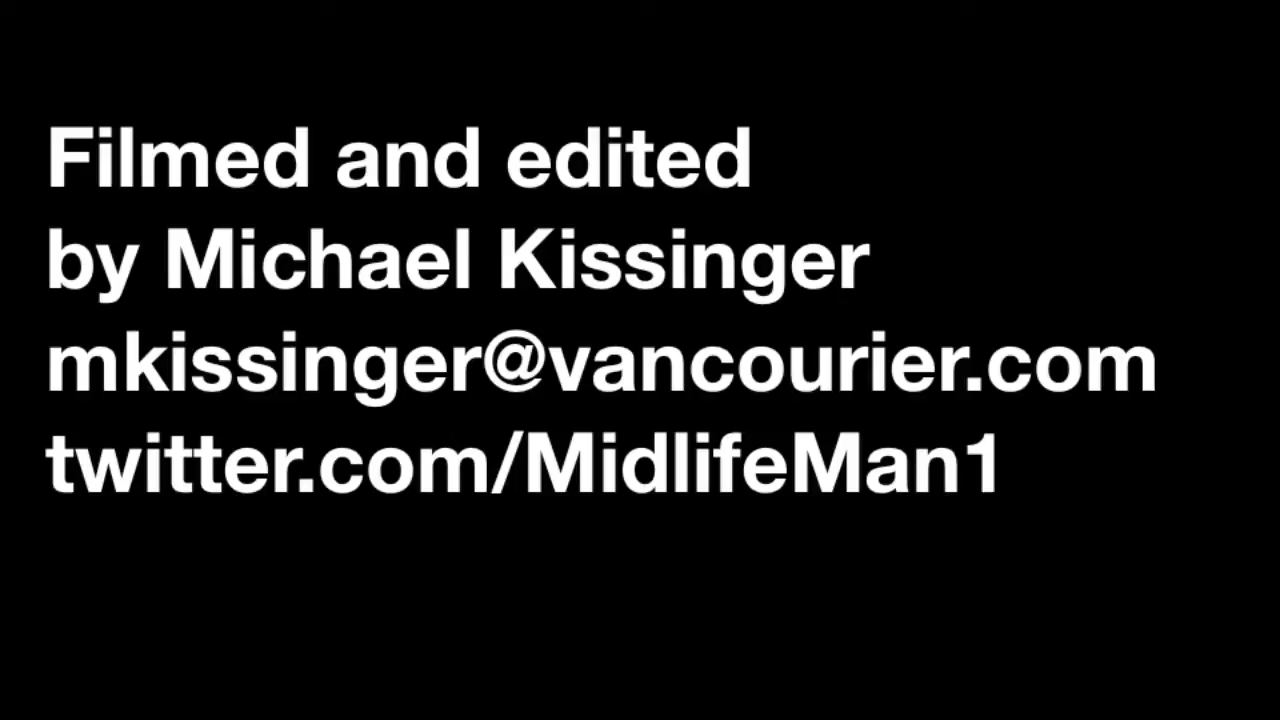 Filmed and edited
by Michael Kissinger
mkissinger@vancourier.com
twitter.com/MidlifeMan1